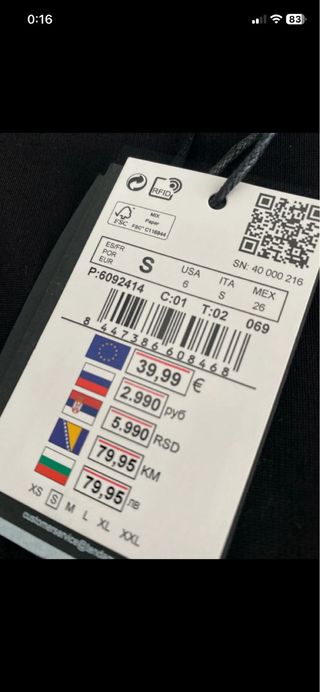 0:16
83
RFID
FSC
MIX
Paper
FSC® C116844
SN: 40 000 216
ES/FR
POR
EUR
S
USA
6
ITA
S
MEX
26
P:6092414 C:01 T:02 069
8 447386 608468
39,99 €
2.990 руб
5.990 RSD
79,95 KM
79,95 лв
XS S M L XL XXL